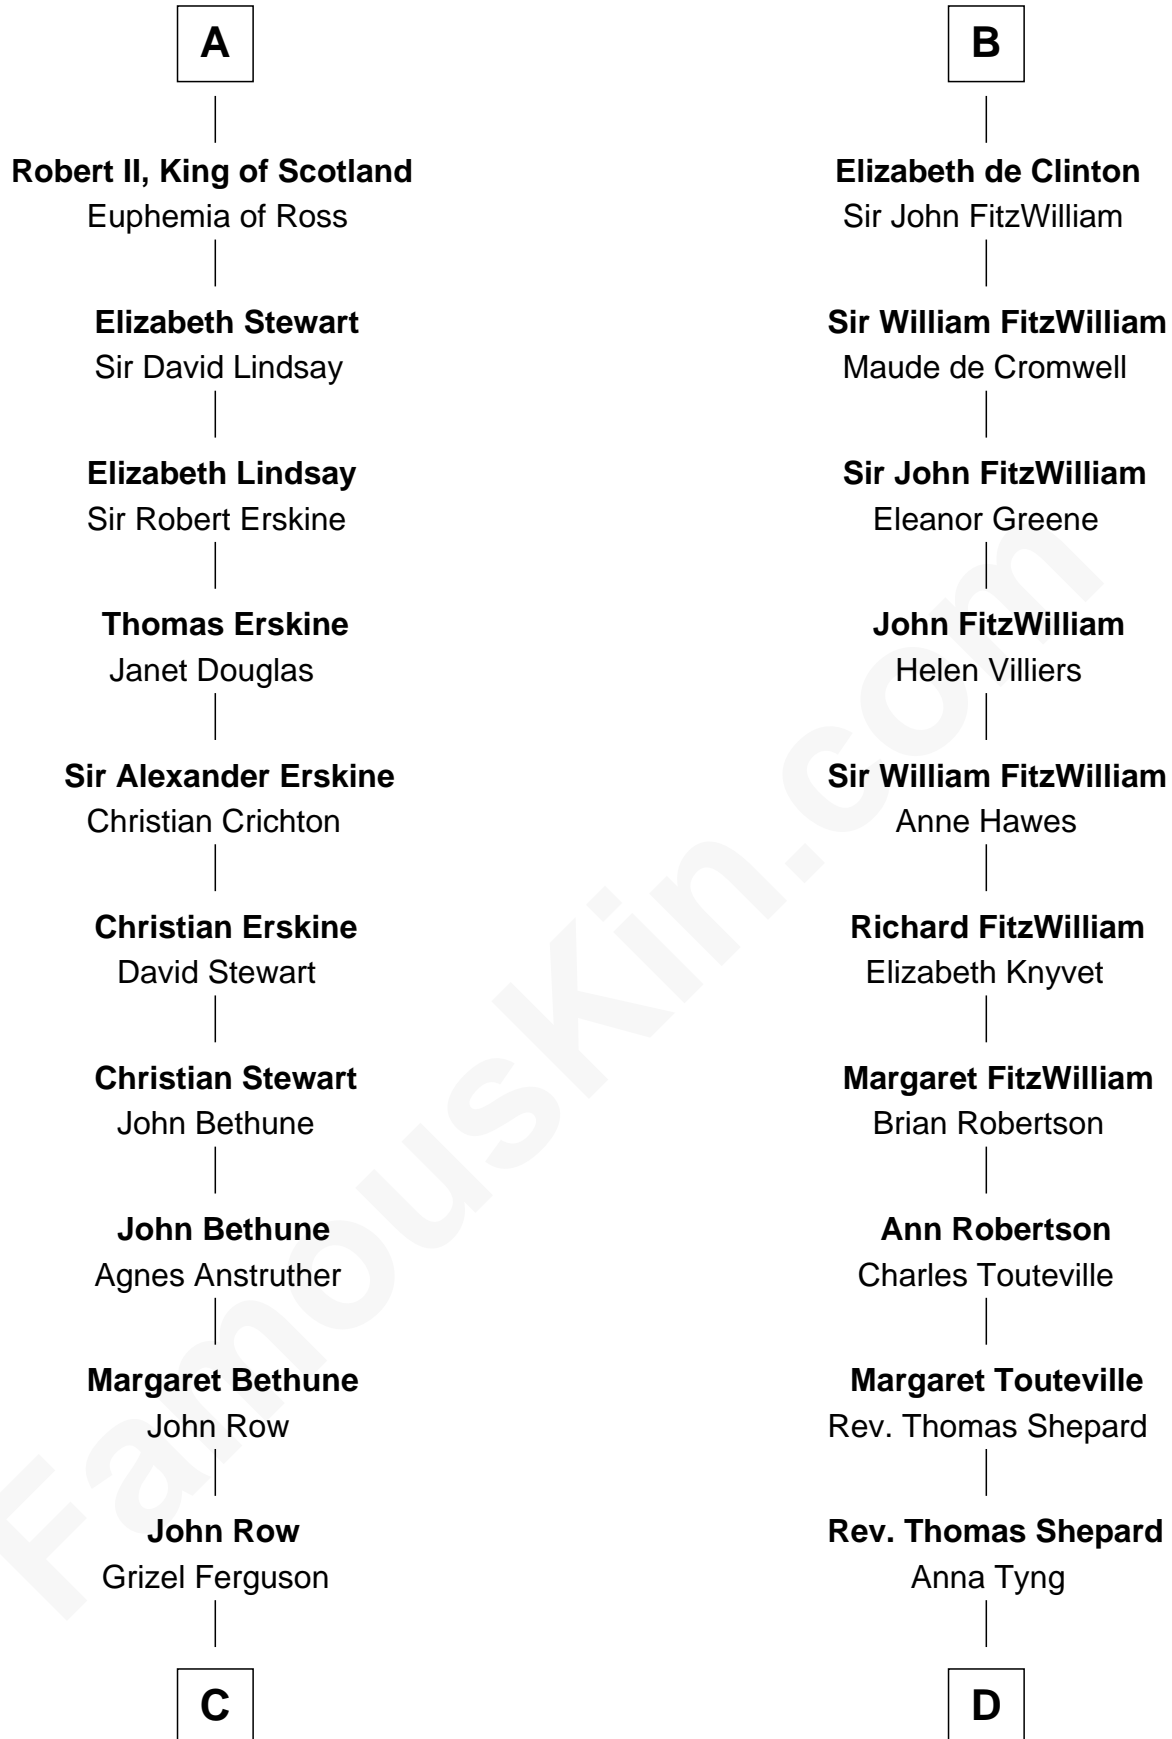 A
Robert II, King of Scotland
Euphemia of Ross
Elizabeth Stewart
Sir David Lindsay
Elizabeth Lindsay
Sir Robert Erskine
Thomas Erskine
Janet Douglas
Sir Alexander Erskine
Christian Crichton
Christian Erskine
David Stewart
Christian Stewart
John Bethune
John Bethune
Agnes Anstruther
Margaret Bethune
John Row
John Row
Grizel Ferguson
C
B
Elizabeth de Clinton
Sir John FitzWilliam
Sir William FitzWilliam
Maude de Cromwell
Sir John FitzWilliam
Eleanor Greene
John FitzWilliam
Helen Villiers
Sir William FitzWilliam
Anne Hawes
Richard FitzWilliam
Elizabeth Knyvet
Margaret FitzWilliam
Brian Robertson
Ann Robertson
Charles Touteville
Margaret Touteville
Rev. Thomas Shepard
Rev. Thomas Shepard
Anna Tyng
D
FamousKin.com